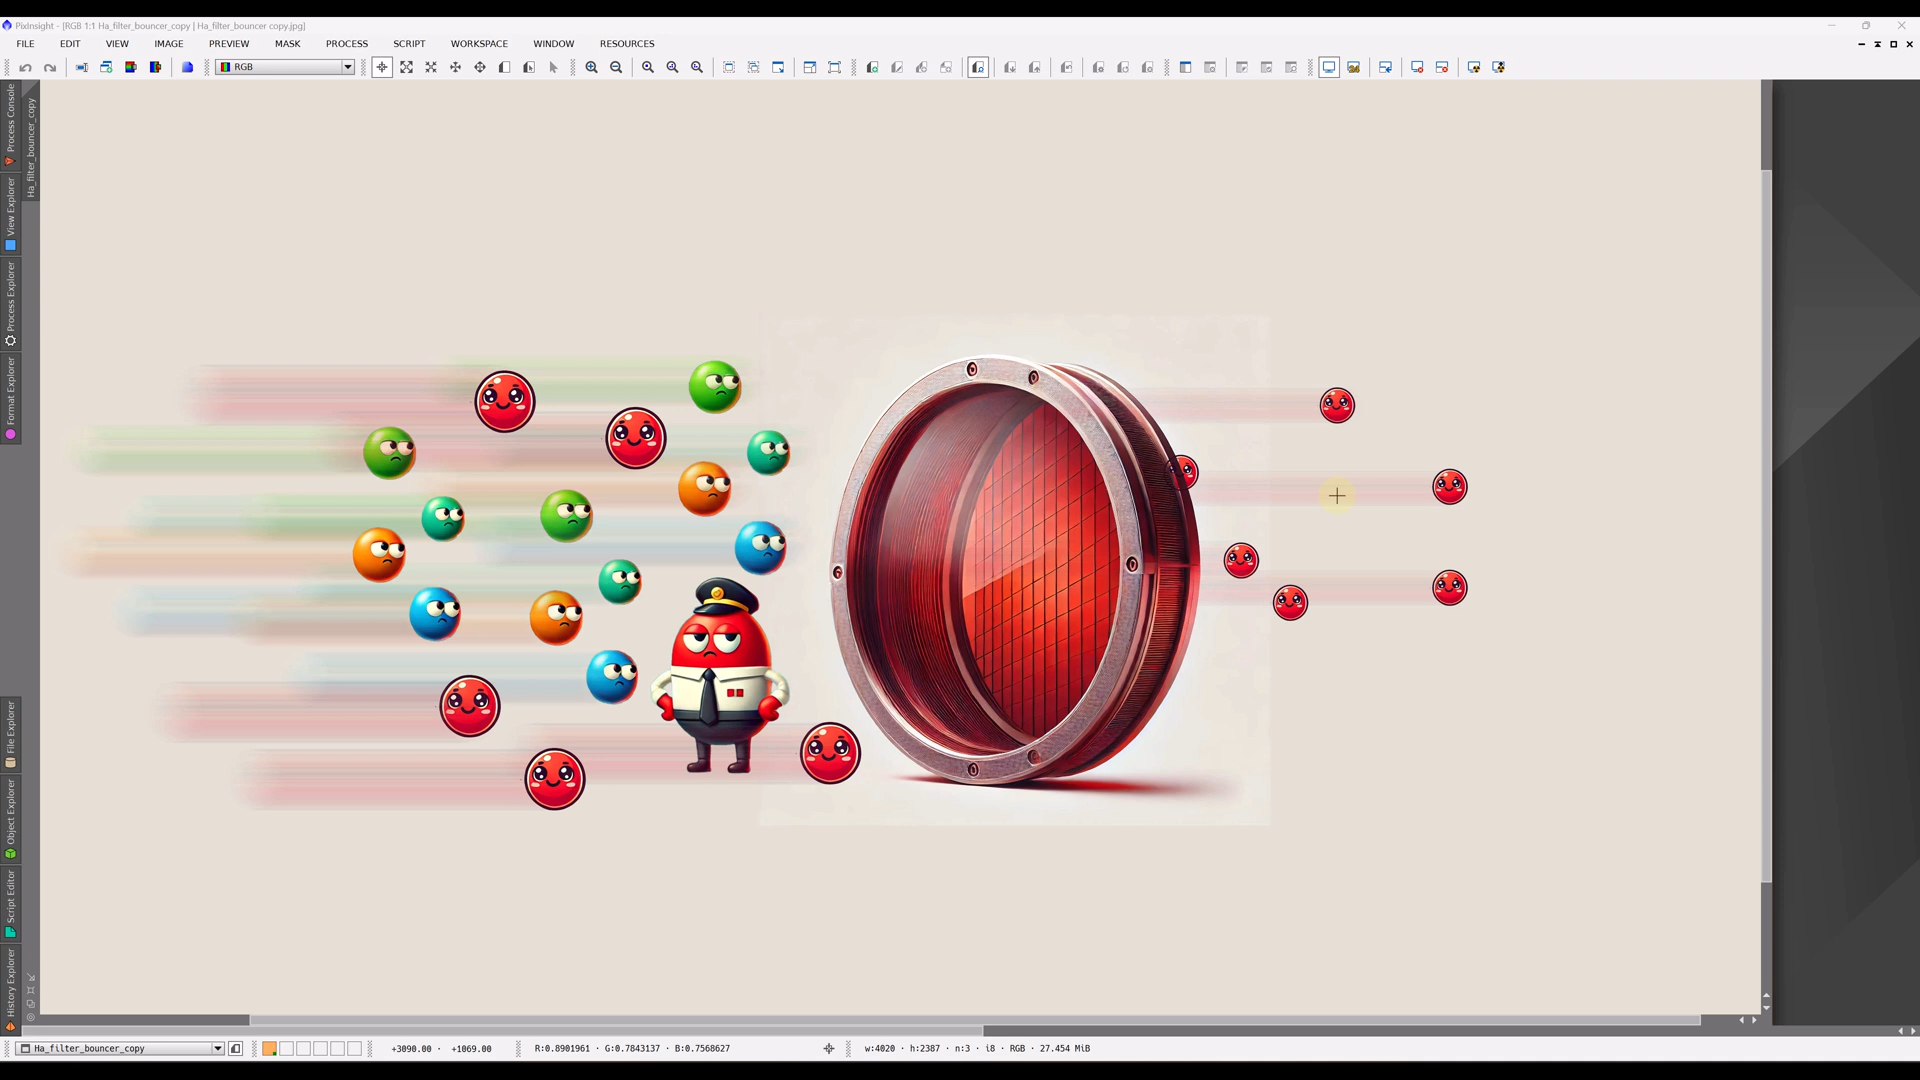 PixInsight - [RGB 1:1 Ha_filter_bouncer_copy | Ha_filter_bouncer copy.jpg]
FILE EDIT VIEW IMAGE PREVIEW MASK PROCESS SCRIPT WORKSPACE WINDOW RESOURCES
RGB
Process Console
View Explorer
Process Explorer
Format Explorer
File Explorer
Object Explorer
Script Editor
History Explorer
Ha_filter_bouncer_copy
Ha_filter_bouncer_copy
+3090.00 · +1069.00
R:0.8901961 · G:0.7843137 · B:0.7568627
w:4020 · h:2387 · n:3 · i8 · RGB · 27.454 MiB